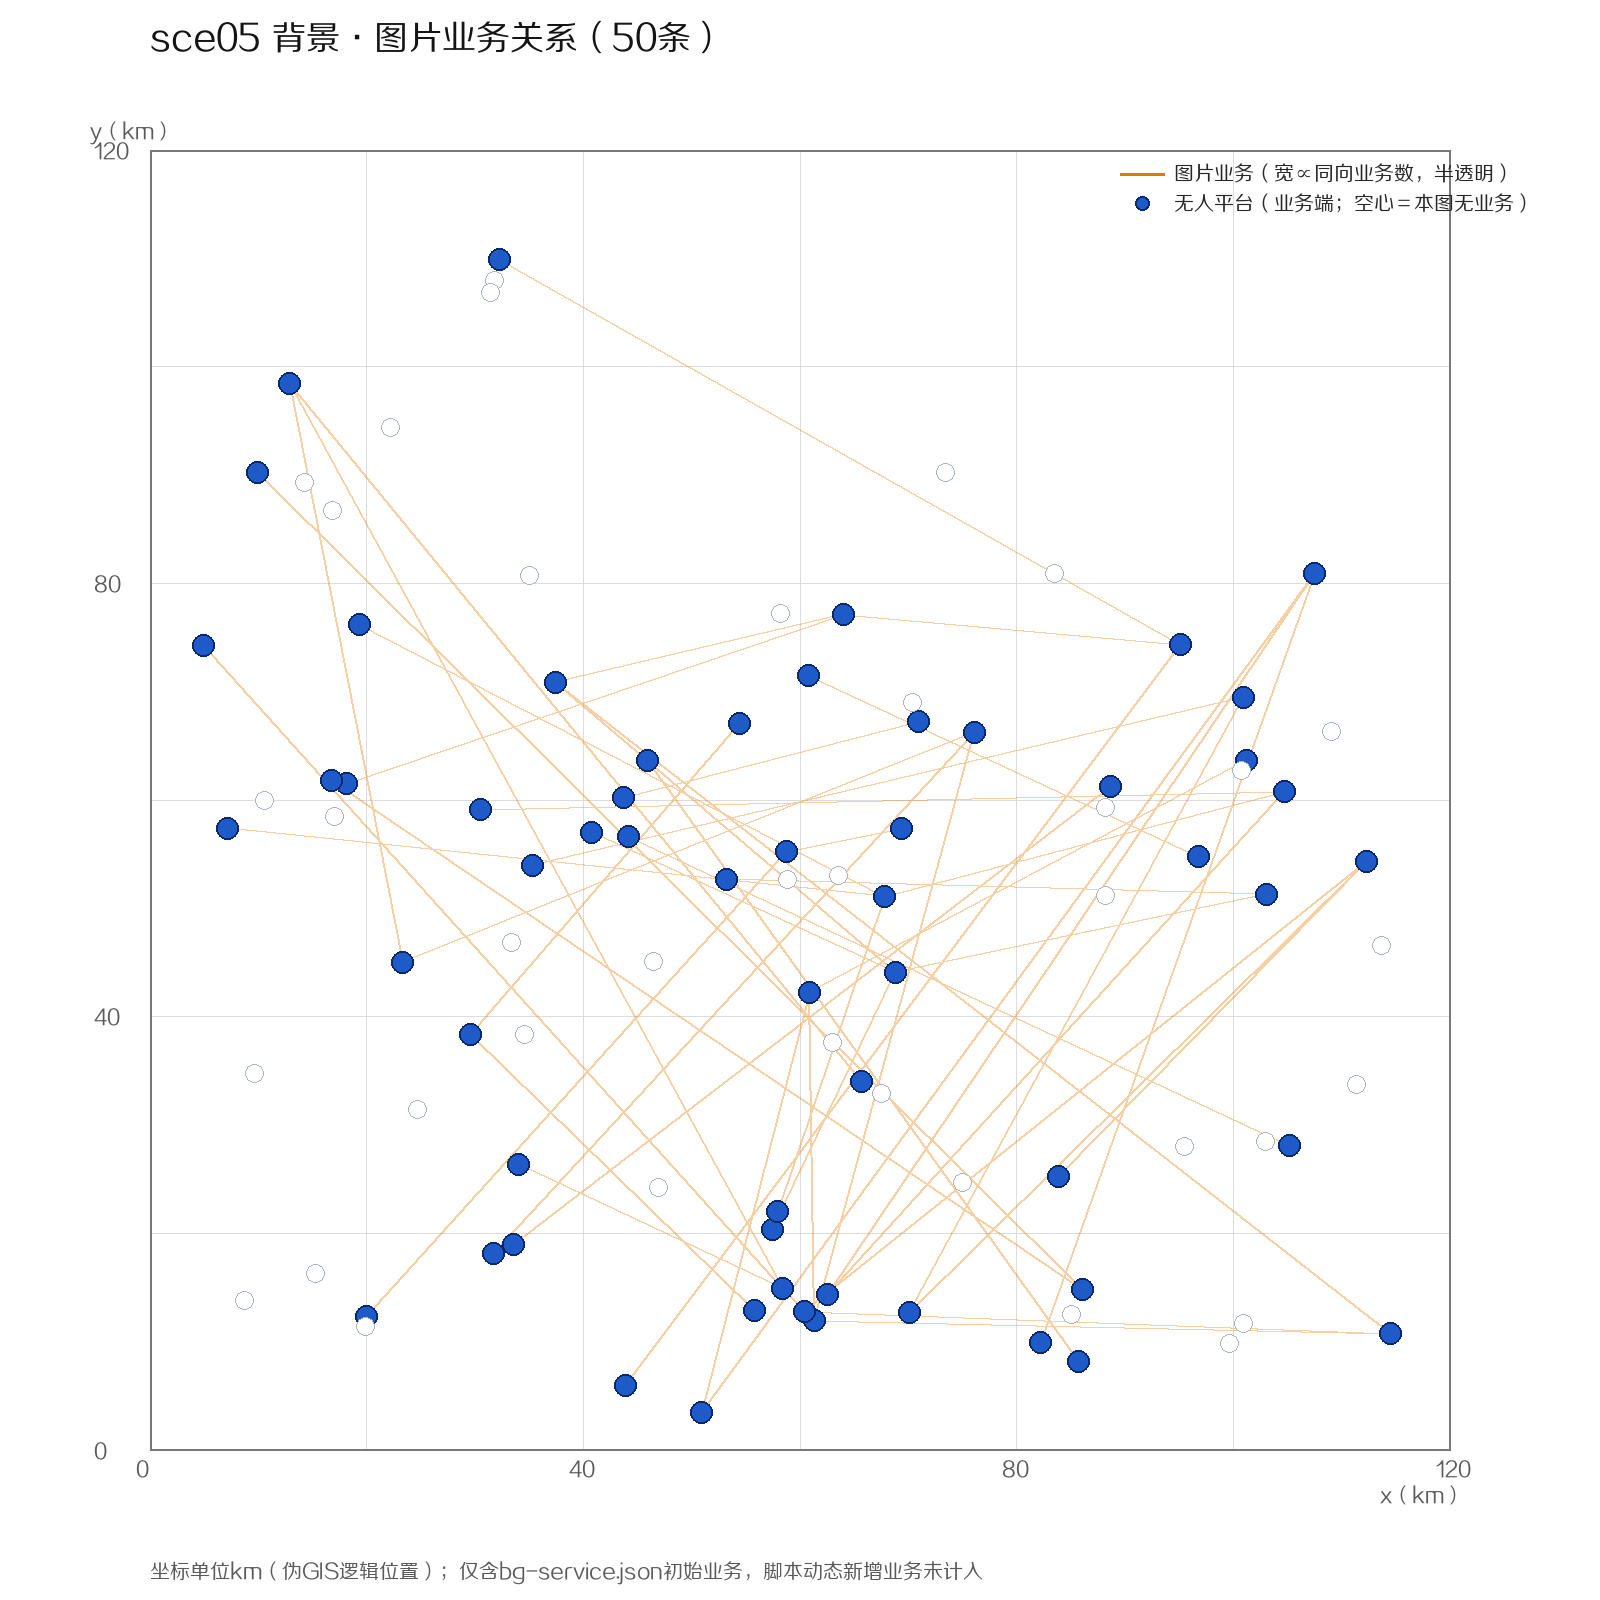 sce05 背景·图片业务关系（50条）
y（km）
120
图片业务（宽∝同向业务数，半透明）
无人平台（业务端；空心＝本图无业务）
80
40
0
0 40 80 120
x（km）
坐标单位km（伪GIS逻辑位置）；仅含bg-service.json初始业务，脚本动态新增业务未计入